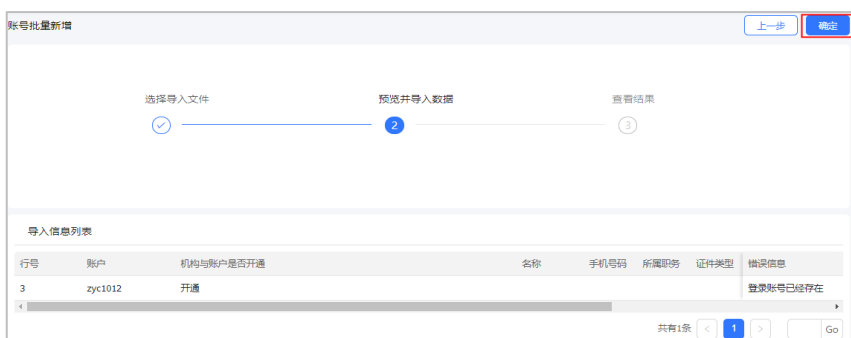 账号批量新增 上一步 确定
选择导入文件 预览并导入数据 查看结果
2 3
导入信息列表
行号 账户 机构与账户是否开通 名称 手机号码 所属职务 证件类型 错误信息
3 zyc1012 开通 登录账号已经存在
共有1条 < 1 > Go